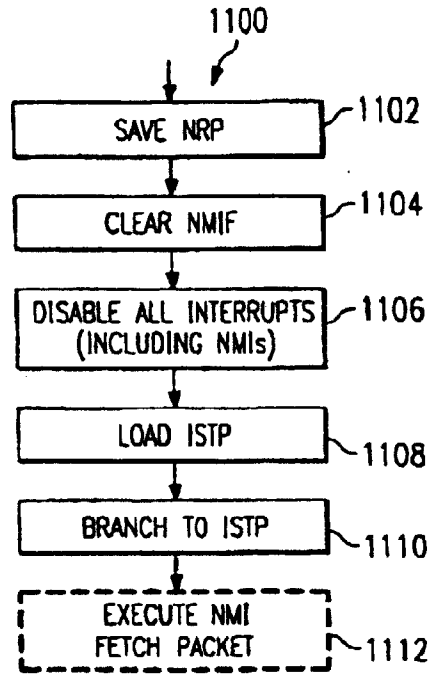 1100
SAVE NRP
1102
CLEAR NMIF
1104
DISABLE ALL INTERRUPTS
(INCLUDING NMIs)
1106
LOAD ISTP
1108
BRANCH TO ISTP
1110
EXECUTE NMI
FETCH PACKET
1112